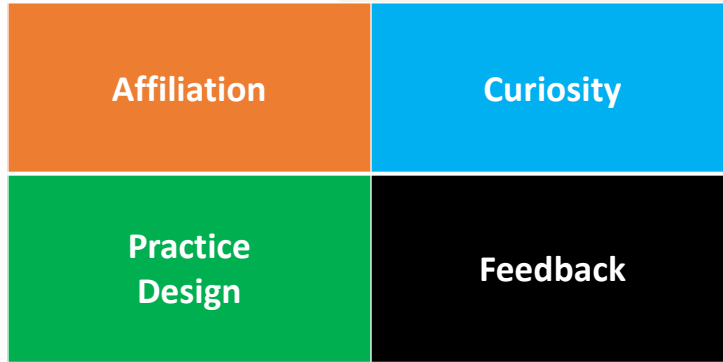 Affiliation
Curiosity
Practice
Design
Feedback